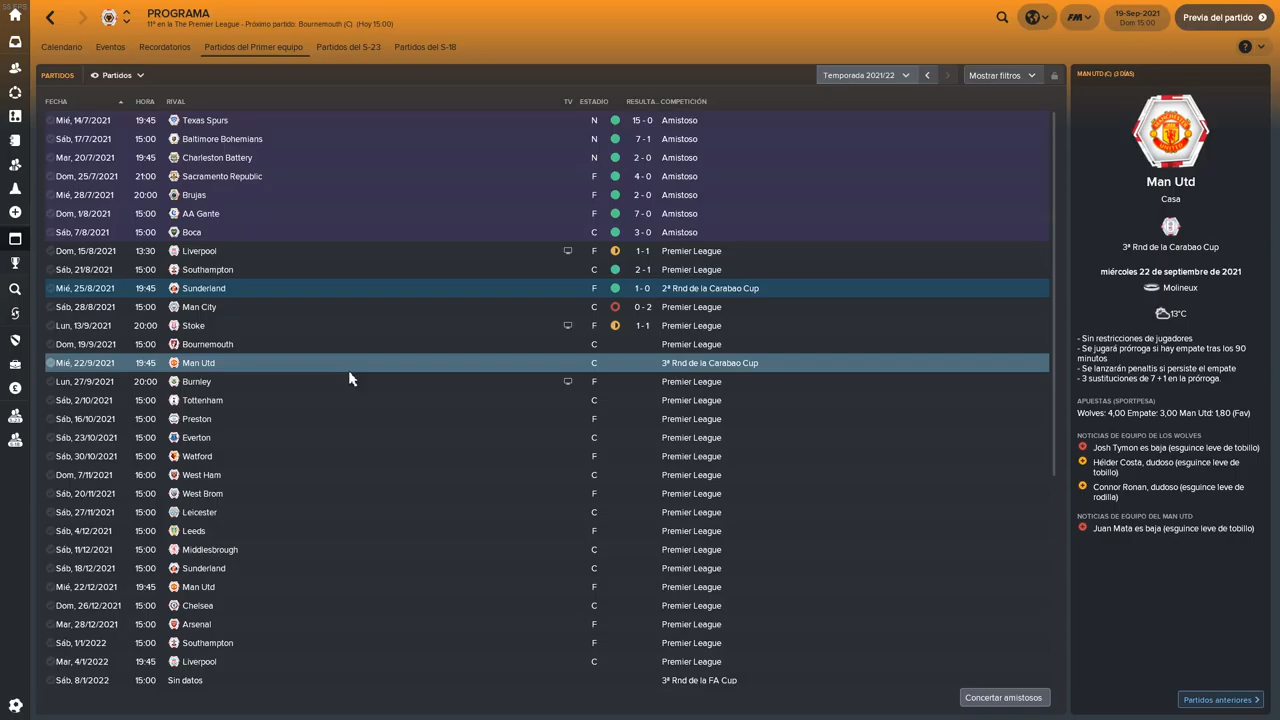 55 FPS
PROGRAMA
11º en la The Premier League - Próximo partido: Bournemouth (C) (Hoy 15:00)
FM
19-Sep-2021
Dom 15:00
Previa del partido
Calendario Eventos Recordatorios Partidos del Primer equipo Partidos del S-23 Partidos del S-18
?
PARTIDOS Partidos Temporada 2021/22 Mostrar filtros
FECHA HORA RIVAL TV ESTADIO RESULTA... COMPETICIÓN
Mié, 14/7/2021 19:45 Texas Spurs N 15 - 0 Amistoso
Sáb, 17/7/2021 15:00 Baltimore Bohemians N 7 - 1 Amistoso
Mar, 20/7/2021 19:45 Charleston Battery N 2 - 0 Amistoso
Dom, 25/7/2021 21:00 Sacramento Republic F 4 - 0 Amistoso
Mié, 28/7/2021 20:00 Brujas F 2 - 0 Amistoso
Dom, 1/8/2021 15:00 AA Gante F 7 - 0 Amistoso
Sáb, 7/8/2021 15:00 Boca C 3 - 0 Amistoso
Dom, 15/8/2021 13:30 Liverpool F 1 - 1 Premier League
Sáb, 21/8/2021 15:00 Southampton C 2 - 1 Premier League
Mié, 25/8/2021 19:45 Sunderland F 1 - 0 2ª Rnd de la Carabao Cup
Sáb, 28/8/2021 15:00 Man City C 0 - 2 Premier League
Lun, 13/9/2021 20:00 Stoke F 1 - 1 Premier League
Dom, 19/9/2021 15:00 Bournemouth C Premier League
Mié, 22/9/2021 19:45 Man Utd C 3ª Rnd de la Carabao Cup
Lun, 27/9/2021 20:00 Burnley F Premier League
Sáb, 2/10/2021 15:00 Tottenham C Premier League
Sáb, 16/10/2021 15:00 Preston F Premier League
Sáb, 23/10/2021 15:00 Everton C Premier League
Sáb, 30/10/2021 15:00 Watford F Premier League
Dom, 7/11/2021 16:00 West Ham C Premier League
Sáb, 20/11/2021 15:00 West Brom F Premier League
Sáb, 27/11/2021 15:00 Leicester C Premier League
Sáb, 4/12/2021 15:00 Leeds F Premier League
Sáb, 11/12/2021 15:00 Middlesbrough C Premier League
Sáb, 18/12/2021 15:00 Sunderland C Premier League
Mié, 22/12/2021 19:45 Man Utd F Premier League
Dom, 26/12/2021 15:00 Chelsea C Premier League
Mar, 28/12/2021 15:00 Arsenal F Premier League
Sáb, 1/1/2022 15:00 Southampton F Premier League
Mar, 4/1/2022 19:45 Liverpool C Premier League
Sáb, 8/1/2022 15:00 Sin datos 3ª Rnd de la FA Cup
Concertar amistosos
MAN UTD (C) (3 DÍAS)
Man Utd
Casa
3ª Rnd de la Carabao Cup
miércoles 22 de septiembre de 2021
Molineux
13°C
- Sin restricciones de jugadores
- Se jugará prórroga si hay empate tras los 90
minutos
- Se lanzarán penaltis si persiste el empate
- 3 sustituciones de 7 + 1 en la prórroga.
APUESTAS (SPORTPESA)
Wolves: 4,00 Empate: 3,00 Man Utd: 1,80 (Fav)
NOTICIAS DE EQUIPO DE LOS WOLVES
Josh Tymon es baja (esguince leve de tobillo)
Hélder Costa, dudoso (esguince leve de
tobillo)
Connor Ronan, dudoso (esguince leve de
rodilla)
NOTICIAS DE EQUIPO DEL MAN UTD
Juan Mata es baja (esguince leve de tobillo)
Partidos anteriores